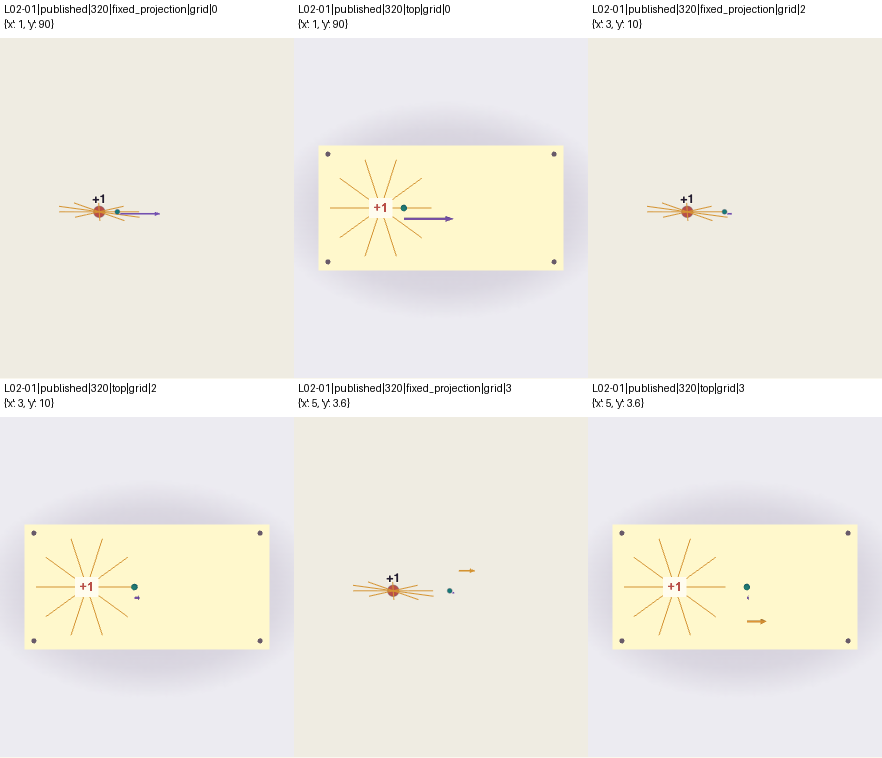 L02-01|published|320|fixed_projection|grid|0
{'x': 1, 'y': 90}
L02-01|published|320|top|grid|0
{'x': 1, 'y': 90}
L02-01|published|320|fixed_projection|grid|2
{'x': 3, 'y': 10}
+1
+1
+1
L02-01|published|320|top|grid|2
{'x': 3, 'y': 10}
L02-01|published|320|fixed_projection|grid|3
{'x': 5, 'y': 3.6}
L02-01|published|320|top|grid|3
{'x': 5, 'y': 3.6}
+1
+1
+1